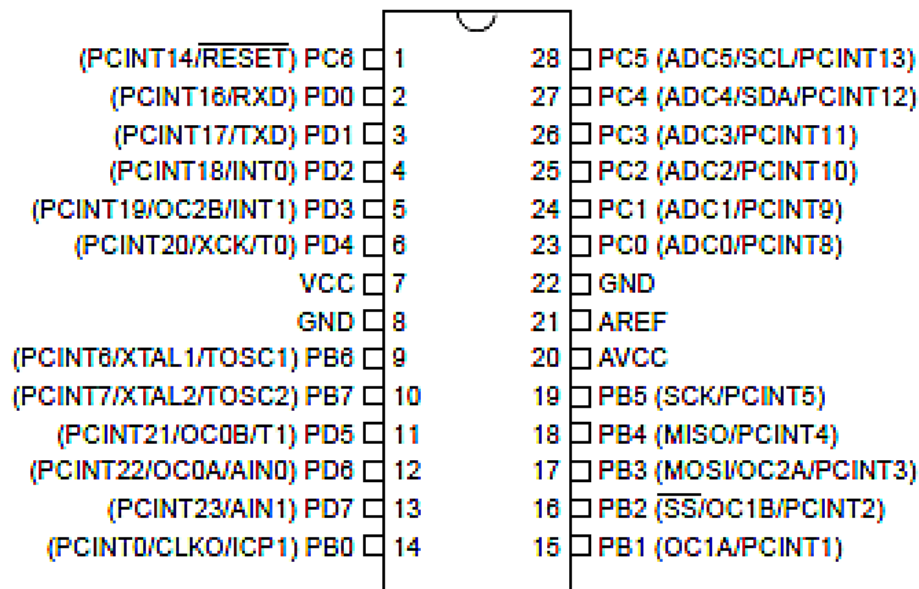 (PCINT14/RESET) PC6 1 28 PC5 (ADC5/SCL/PCINT13)
(PCINT16/RXD) PD0 2 27 PC4 (ADC4/SDA/PCINT12)
(PCINT17/TXD) PD1 3 26 PC3 (ADC3/PCINT11)
(PCINT18/INT0) PD2 4 25 PC2 (ADC2/PCINT10)
(PCINT19/OC2B/INT1) PD3 5 24 PC1 (ADC1/PCINT9)
(PCINT20/XCK/T0) PD4 6 23 PC0 (ADC0/PCINT8)
VCC 7 22 GND
GND 8 21 AREF
(PCINT6/XTAL1/TOSC1) PB6 9 20 AVCC
(PCINT7/XTAL2/TOSC2) PB7 10 19 PB5 (SCK/PCINT5)
(PCINT21/OC0B/T1) PD5 11 18 PB4 (MISO/PCINT4)
(PCINT22/OC0A/AIN0) PD6 12 17 PB3 (MOSI/OC2A/PCINT3)
(PCINT23/AIN1) PD7 13 16 PB2 (SS/OC1B/PCINT2)
(PCINT0/CLKO/ICP1) PB0 14 15 PB1 (OC1A/PCINT1)